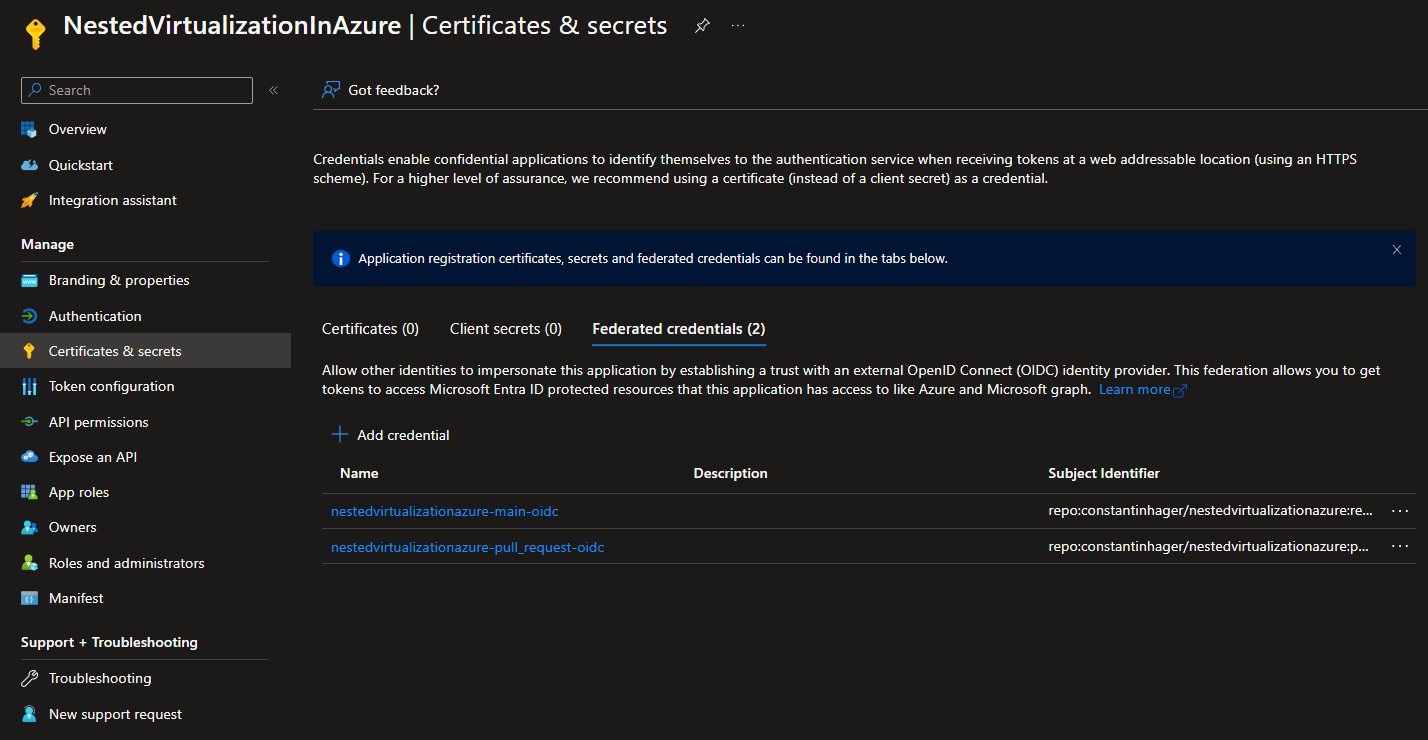 NestedVirtualizationInAzure | Certificates & secrets
Search
Overview
Quickstart
Integration assistant
Manage
Branding & properties
Authentication
Certificates & secrets
Token configuration
API permissions
Expose an API
App roles
Owners
Roles and administrators
Manifest
Support + Troubleshooting
Troubleshooting
New support request
Got feedback?
Credentials enable confidential applications to identify themselves to the authentication service when receiving tokens at a web addressable location (using an HTTPS
scheme). For a higher level of assurance, we recommend using a certificate (instead of a client secret) as a credential.
Application registration certificates, secrets and federated credentials can be found in the tabs below.
Certificates (0) Client secrets (0) Federated credentials (2)
Allow other identities to impersonate this application by establishing a trust with an external OpenID Connect (OIDC) identity provider. This federation allows you to get
tokens to access Microsoft Entra ID protected resources that this application has access to like Azure and Microsoft graph. Learn more
Add credential
Name Description Subject Identifier
nestedvirtualizationazure-main-oidc repo:constantinhager/nestedvirtualizationazure:re...
nestedvirtualizationazure-pull_request-oidc repo:constantinhager/nestedvirtualizationazure:p...